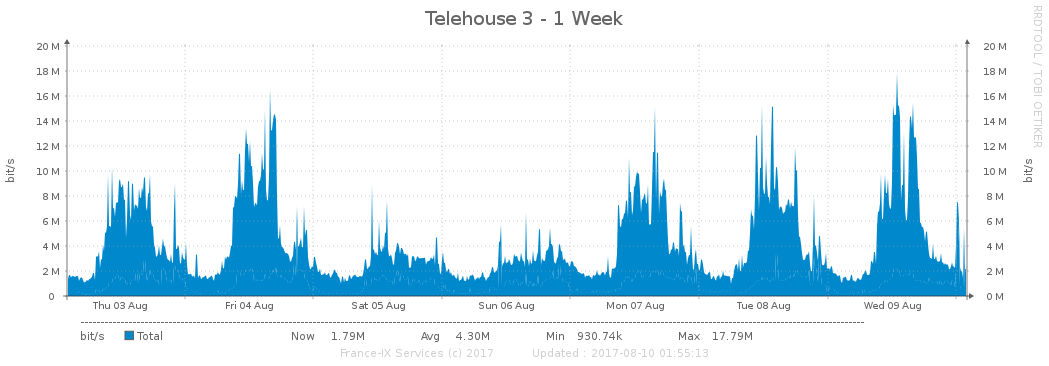 Telehouse 3 - 1 Week
RRDTOOL / TOBI OETIKER
20 M 20 M
18 M 18 M
16 M 16 M
14 M 14 M
12 M 12 M
10 M 10 M
8 M 8 M
6 M 6 M
4 M 4 M
2 M 2 M
0 0 M
bit/s bit/s
Thu 03 Aug Fri 04 Aug Sat 05 Aug Sun 06 Aug Mon 07 Aug Tue 08 Aug Wed 09 Aug
bit/s Total Now 1.79M Avg 4.30M Min 930.74k Max 17.79M
France-IX Services (c) 2017 Updated : 2017-08-10 01:55:13